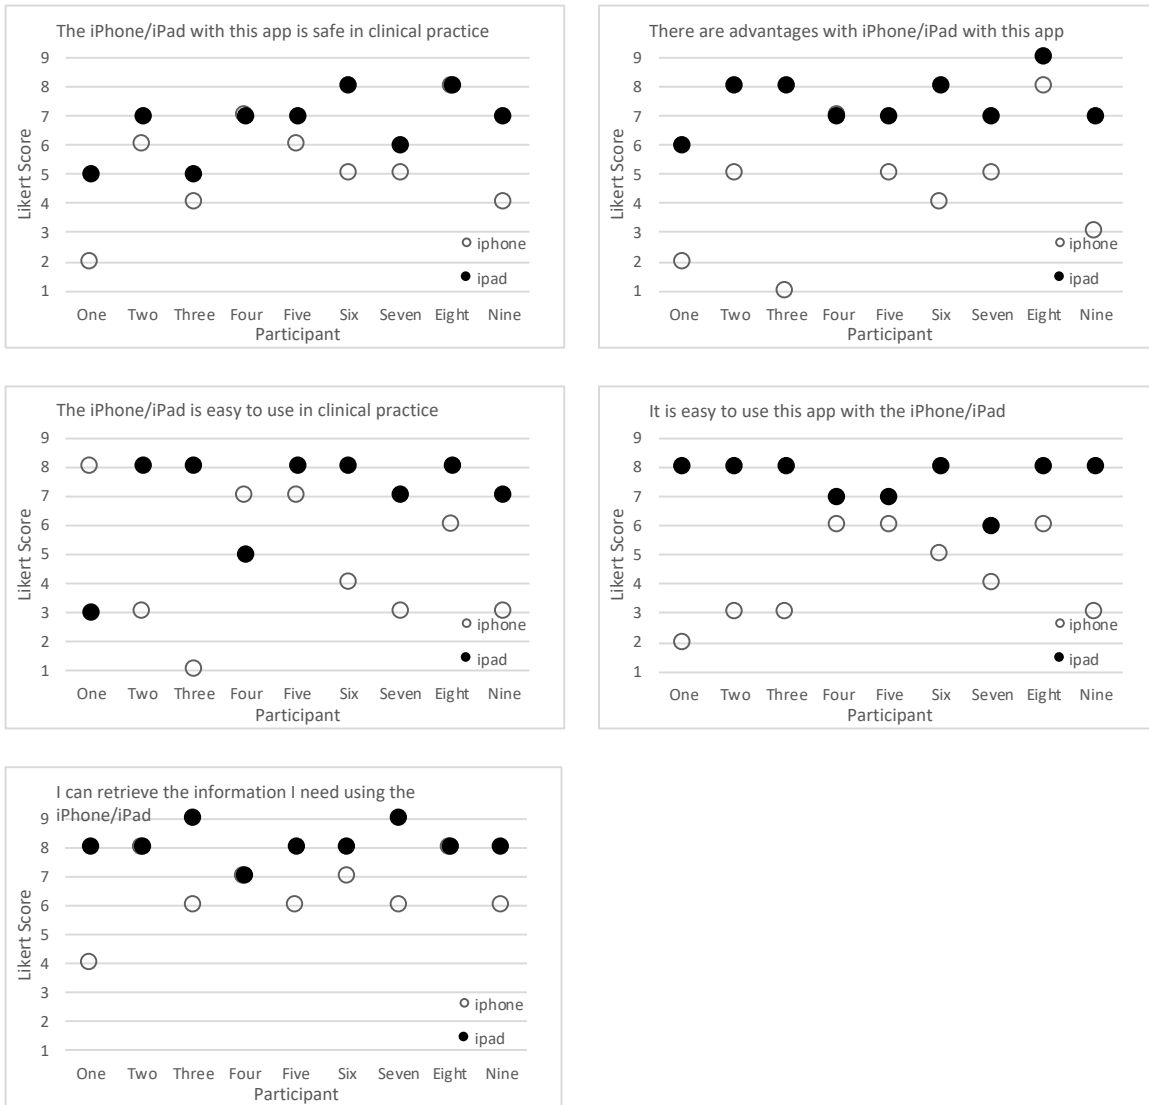 The iPhone/iPad with this app is safe in clinical practice
9
8
7
6
5
4
3
2
1
Likert Score
iphone
ipad
One Two Three Four Five Six Seven Eight Nine
Participant
There are advantages with iPhone/iPad with this app
9
8
7
6
5
4
3
2
1
Likert Score
iphone
ipad
One Two Three Four Five Six Seven Eight Nine
Participant
The iPhone/iPad is easy to use in clinical practice
9
8
7
6
5
4
3
2
1
Likert Score
iphone
ipad
One Two Three Four Five Six Seven Eight Nine
Participant
It is easy to use this app with the iPhone/iPad
9
8
7
6
5
4
3
2
1
Likert Score
iphone
ipad
One Two Three Four Five Six Seven Eight Nine
Participant
I can retrieve the information I need using the
iPhone/iPad
9
8
7
6
5
4
3
2
1
Likert Score
iphone
ipad
One Two Three Four Five Six Seven Eight Nine
Participant